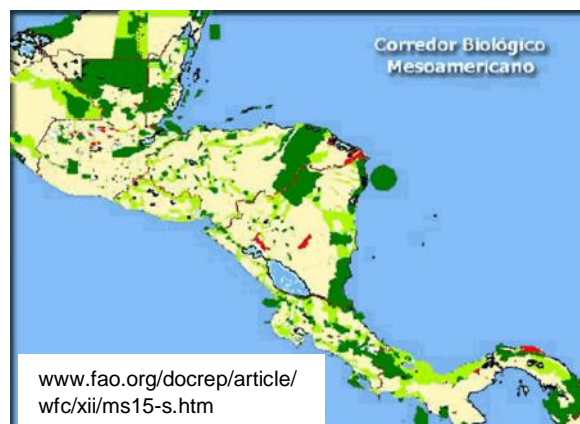 Corredor Biológico
Mesoamericano
www.fao.org/docrep/article/
wfc/xii/ms15-s.htm